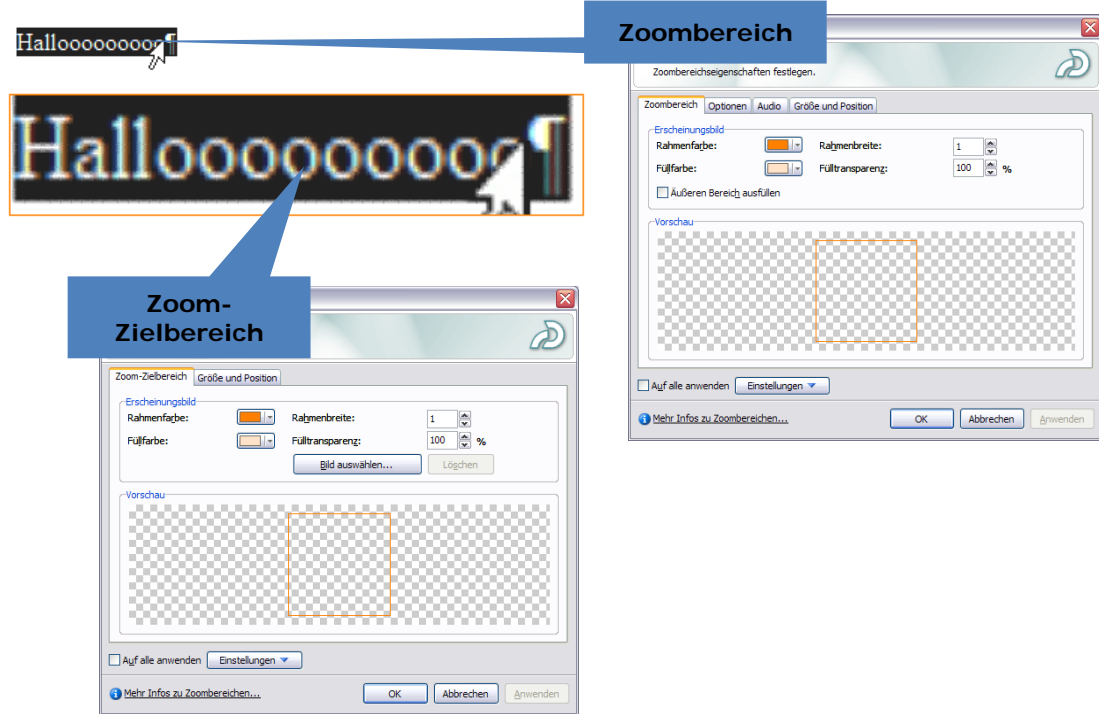 Hallooooooooo¶
Zoombereich
Zoombereichseigenschaften festlegen.
Zoombereich Optionen Audio Größe und Position
Erscheinungsbild
Rahmenfarbe: Rahmenbreite: 1
Füllfarbe: Fülltransparenz: 100 %
Äußeren Bereich ausfüllen
Vorschau
Auf alle anwenden Einstellungen
Mehr Infos zu Zoombereichen... OK Abbrechen Anwenden
Hallooooooooo¶
Zoom-
Zielbereich
Zoom-Zielbereich Größe und Position
Erscheinungsbild
Rahmenfarbe: Rahmenbreite: 1
Füllfarbe: Fülltransparenz: 100 %
Bild auswählen... Löschen
Vorschau
Auf alle anwenden Einstellungen
Mehr Infos zu Zoombereichen... OK Abbrechen Anwenden